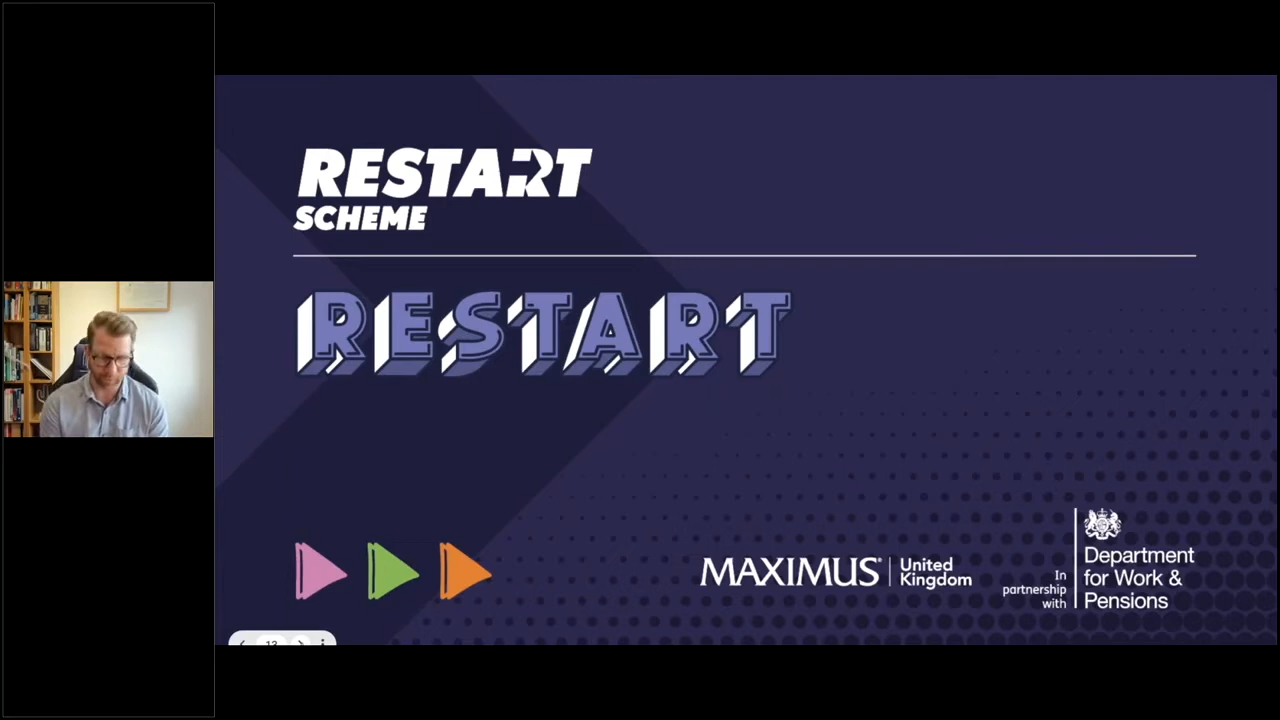 RESTART
SCHEME
RESTART
MAXIMUS
United
Kingdom
In
partnership
with
Department
for Work &
Pensions